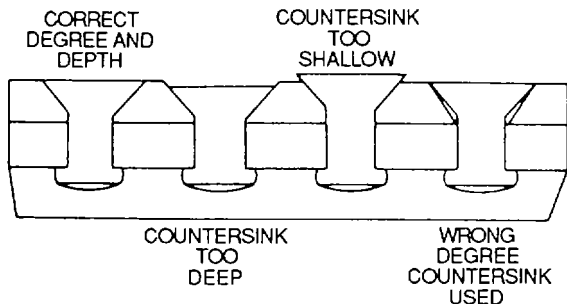 CORRECT
DEGREE AND
DEPTH
COUNTERSINK
TOO
SHALLOW
COUNTERSINK
TOO
DEEP
WRONG
DEGREE
COUNTERSINK
USED